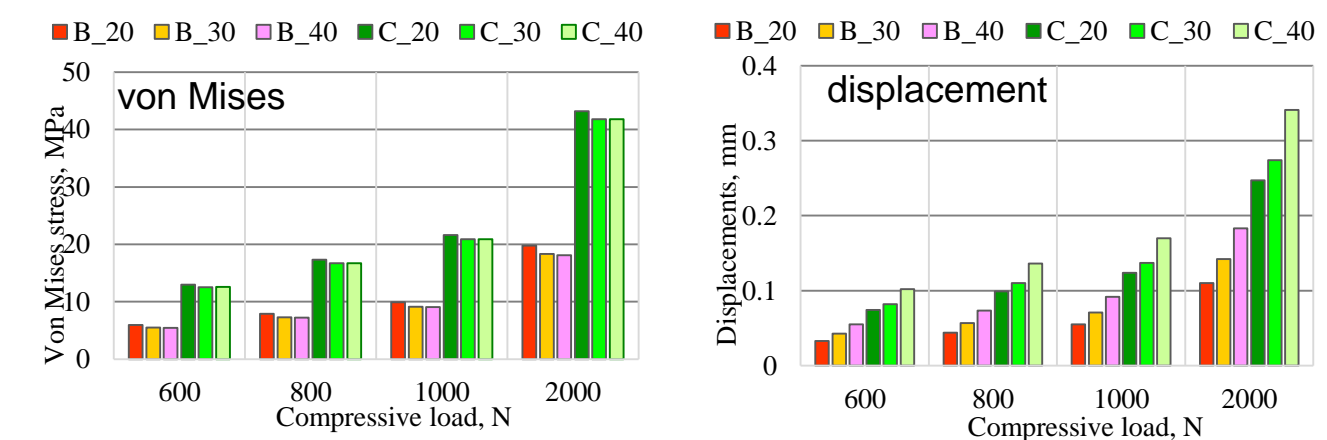 B_20 B_30 B_40 C_20 C_30 C_40
von Mises
Von Mises stress, MPa
50
40
30
20
10
0
600 800 1000 2000
Compressive load, N
B_20 B_30 B_40 C_20 C_30 C_40
displacement
Displacements, mm
0.4
0.3
0.2
0.1
0
600 800 1000 2000
Compressive load, N